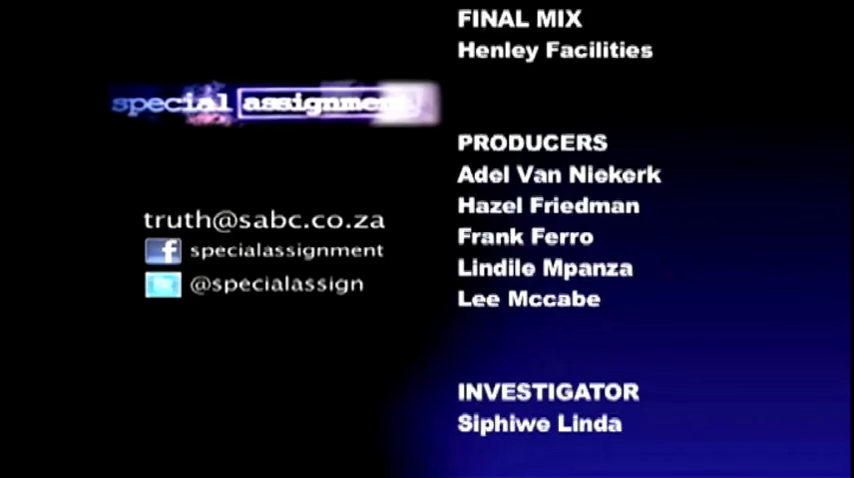 special assignment
truth@sabc.co.za
specialassignment
@specialassign
FINAL MIX
Henley Facilities
PRODUCERS
Adel Van Niekerk
Hazel Friedman
Frank Ferro
Lindile Mpanza
Lee Mccabe
INVESTIGATOR
Siphiwe Linda